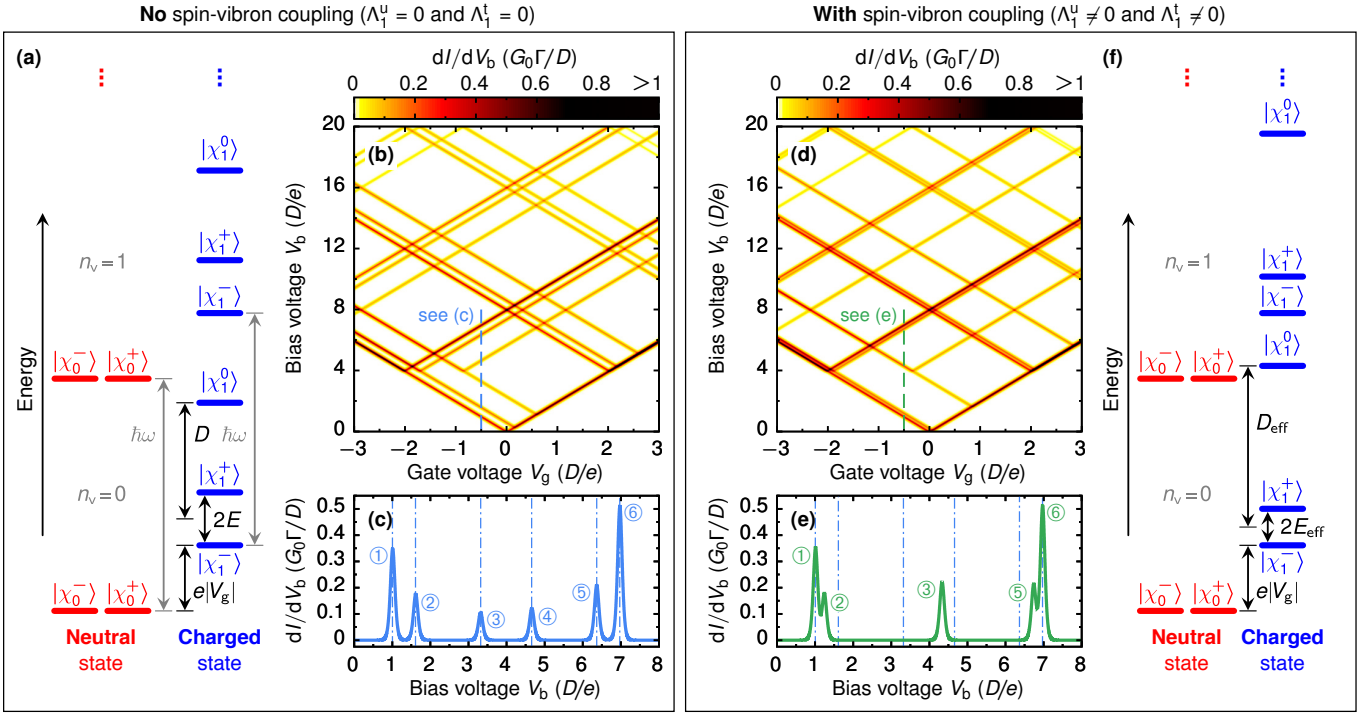 No spin-vibron coupling (Λ₁ᵘ = 0 and Λ₁ᵗ = 0)
With spin-vibron coupling (Λ₁ᵘ ≠ 0 and Λ₁ᵗ ≠ 0)
(a)
Energy
n_v = 1
n_v = 0
|χ₁⁰⟩
|χ₁⁺⟩
|χ₁⁻⟩
|χ₀⁻⟩ |χ₀⁺⟩
|χ₁⁰⟩
ħω
D
ħω
|χ₁⁺⟩
2E
|χ₁⁻⟩
e|V_g|
|χ₀⁻⟩ |χ₀⁺⟩
Neutral state
Charged state
dI/dV_b (G₀Γ/D)
0 0.2 0.4 0.6 0.8 >1
(b)
see (c)
Bias voltage V_b (D/e)
20
16
12
8
4
0
−3 −2 −1 0 1 2 3
Gate voltage V_g (D/e)
(c)
dI/dV_b (G₀Γ/D)
0.5
0.4
0.3
0.2
0.1
0
① ② ③ ④ ⑤ ⑥
0 1 2 3 4 5 6 7 8
Bias voltage V_b (D/e)
dI/dV_b (G₀Γ/D)
0 0.2 0.4 0.6 0.8 >1
(d)
see (e)
Bias voltage V_b (D/e)
20
16
12
8
4
0
−3 −2 −1 0 1 2 3
Gate voltage V_g (D/e)
(e)
dI/dV_b (G₀Γ/D)
0.5
0.4
0.3
0.2
0.1
0
① ② ③ ⑤ ⑥
0 1 2 3 4 5 6 7 8
Bias voltage V_b (D/e)
(f)
Energy
n_v = 1
n_v = 0
|χ₁⁰⟩
|χ₁⁺⟩
|χ₁⁻⟩
|χ₁⁰⟩
|χ₀⁻⟩ |χ₀⁺⟩
D_eff
|χ₁⁺⟩
2E_eff
|χ₁⁻⟩
e|V_g|
|χ₀⁻⟩ |χ₀⁺⟩
Neutral state
Charged state